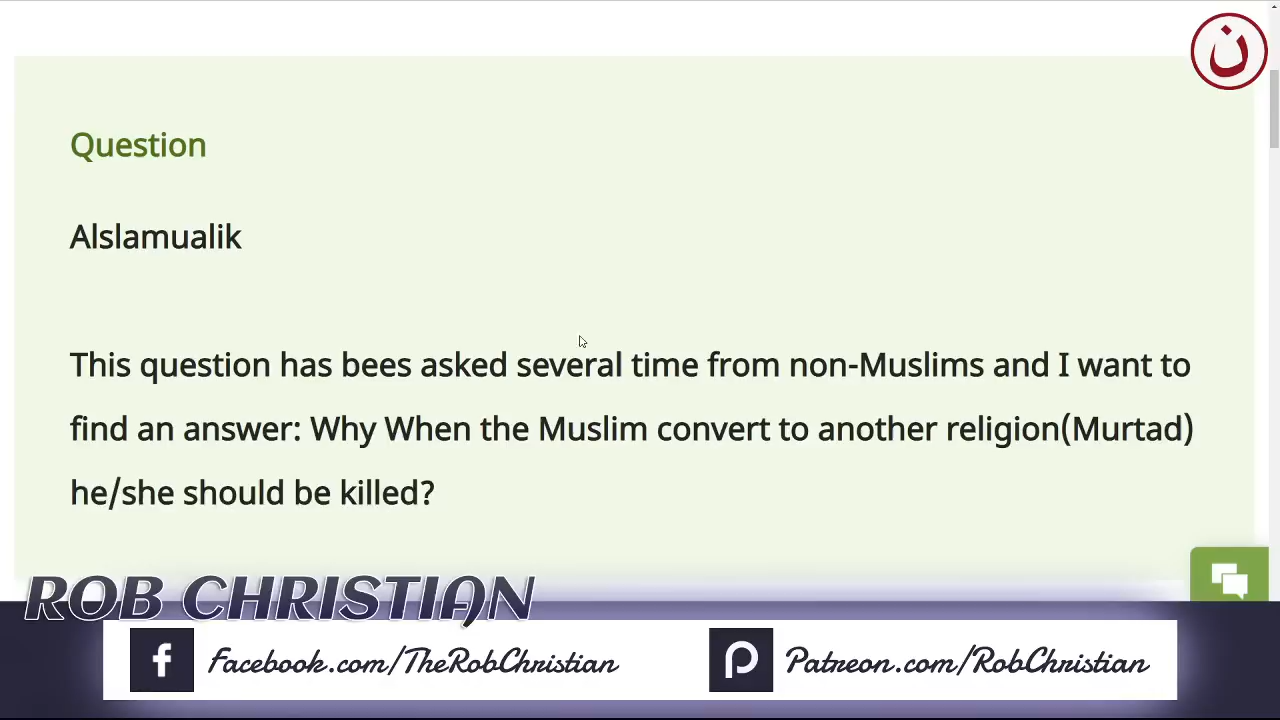 ن
Question
Alslamualik
This question has bees asked several time from non-Muslims and I want to
find an answer: Why When the Muslim convert to another religion(Murtad)
he/she should be killed?
ROB CHRISTIAN
Facebook.com/TheRobChristian
Patreon.com/RobChristian